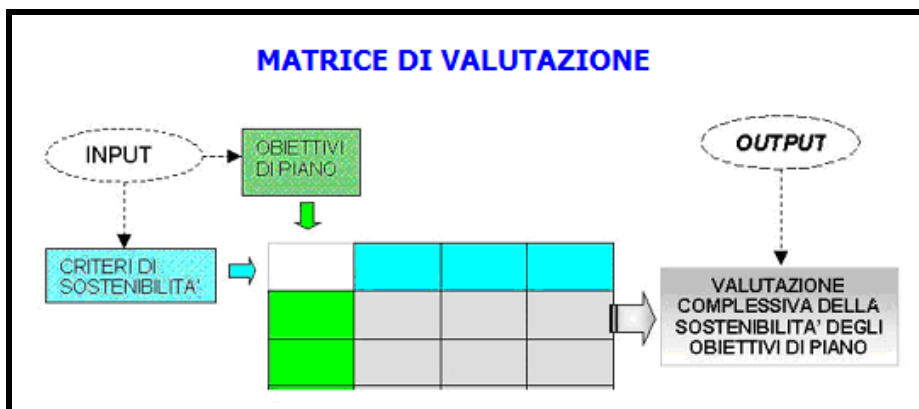 MATRICE DI VALUTAZIONE
INPUT
OBIETTIVI
DI PIANO
OUTPUT
CRITERI DI
SOSTENIBILITA'
VALUTAZIONE
COMPLESSIVA DELLA
SOSTENIBILITA' DEGLI
OBIETTIVI DI PIANO